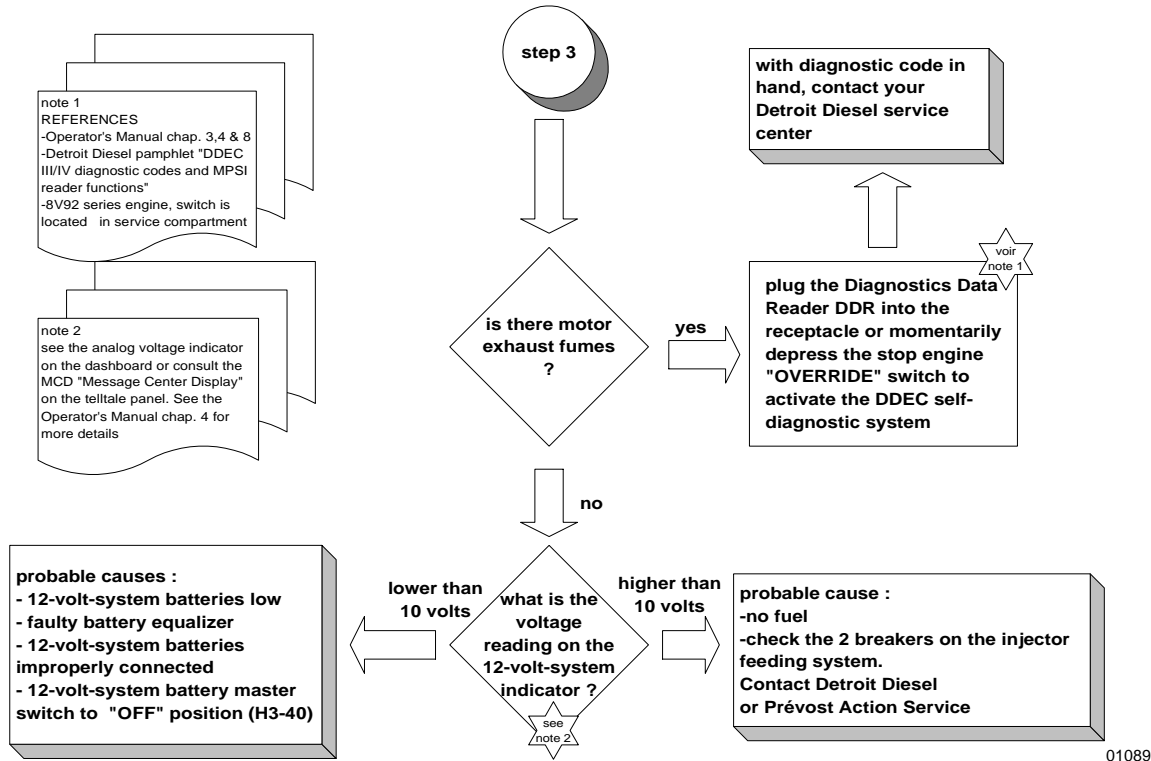 step 3
with diagnostic code in
hand, contact your
Detroit Diesel service
center
note 1
REFERENCES
-Operator's Manual chap. 3,4 & 8
-Detroit Diesel pamphlet "DDEC
III/IV diagnostic codes and MPSI
reader functions"
-8V92 series engine, switch is
located in service compartment
voir
note 1
note 2
see the analog voltage indicator
on the dashboard or consult the
MCD "Message Center Display"
on the telltale panel. See the
Operator's Manual chap. 4 for
more details
is there motor
exhaust fumes
?
yes
plug the Diagnostics Data
Reader DDR into the
receptacle or momentarily
depress the stop engine
"OVERRIDE" switch to
activate the DDEC self-
diagnostic system
no
probable causes :
- 12-volt-system batteries low
- faulty battery equalizer
- 12-volt-system batteries
improperly connected
- 12-volt-system battery master
switch to "OFF" position (H3-40)
lower than
10 volts
what is the
voltage
reading on the
12-volt-system
indicator ?
see
note 2
higher than
10 volts
probable cause :
-no fuel
-check the 2 breakers on the injector
feeding system.
Contact Detroit Diesel
or Prévost Action Service
01089